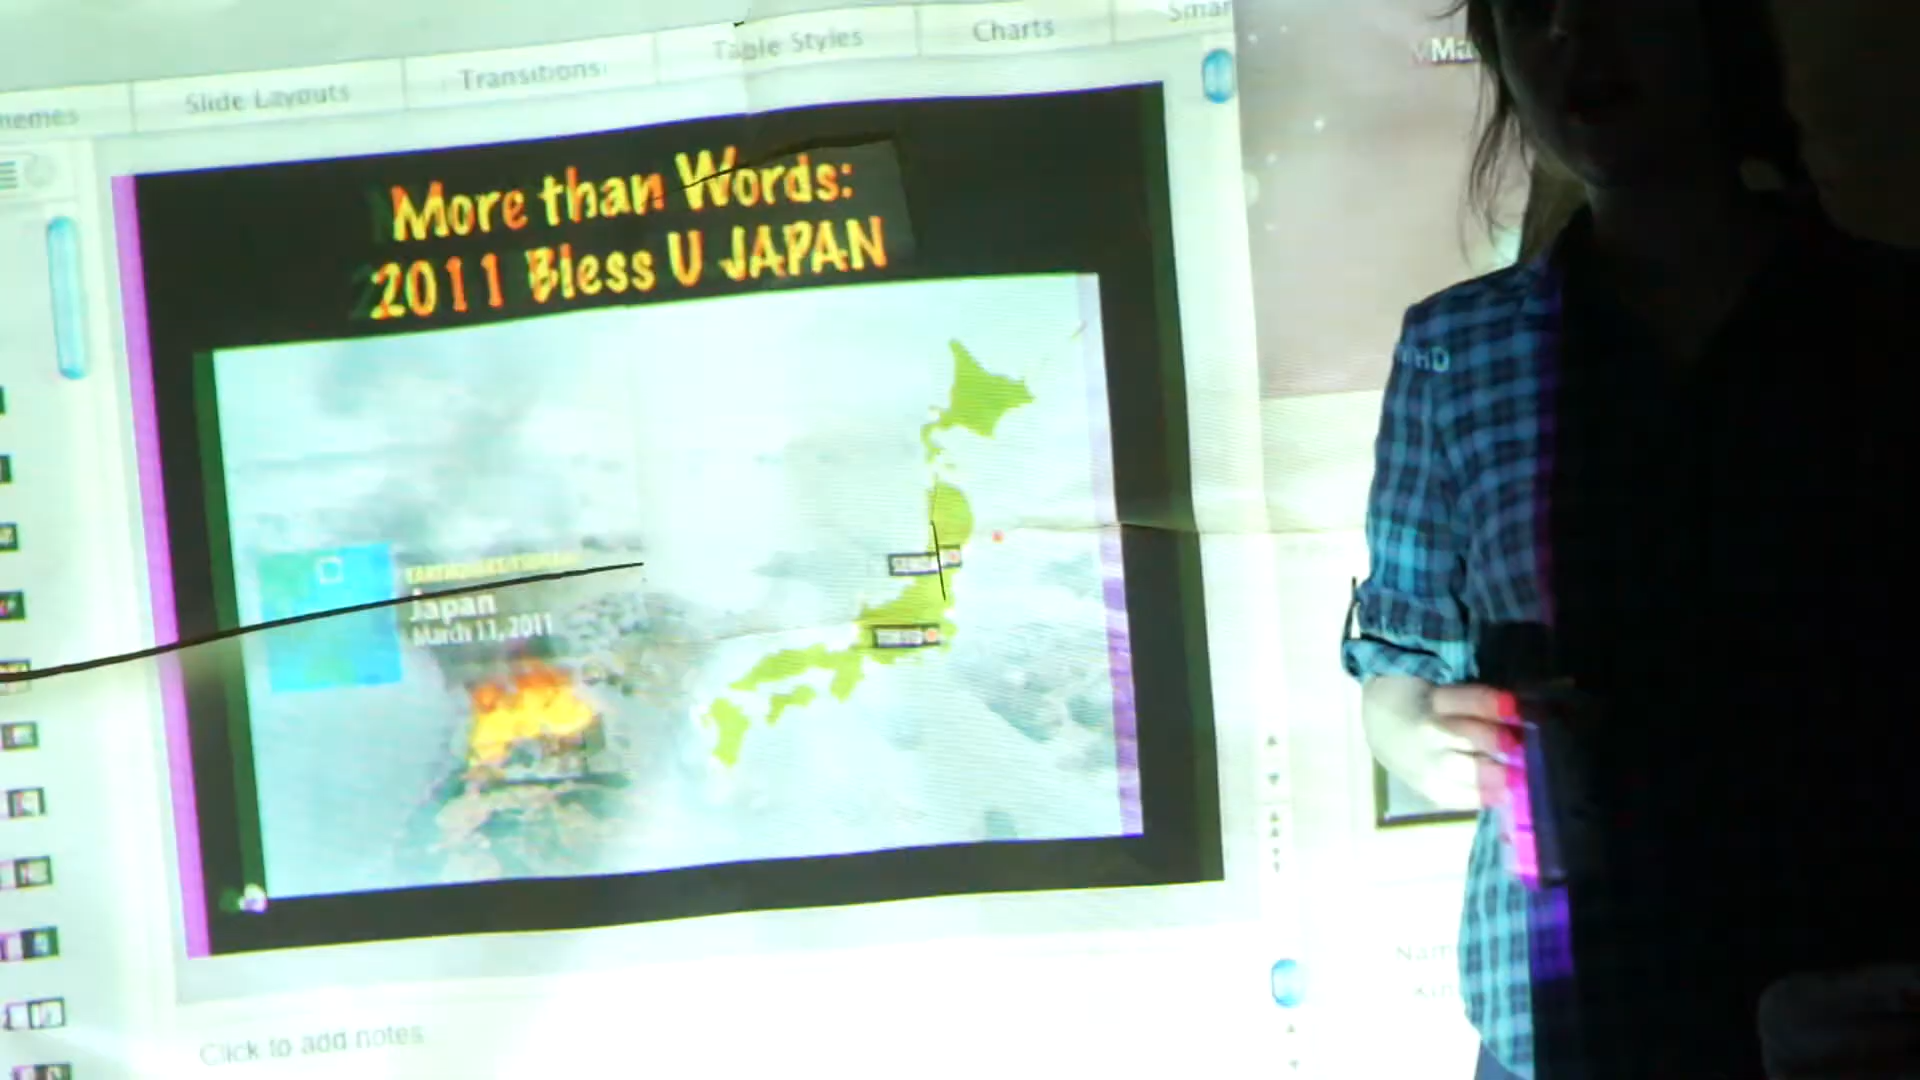 Slide Layouts
Transitions
Table Styles
Charts
More than Words:
2011 Bless U JAPAN
Japan
March 11, 2011
TOKYO
Click to add notes